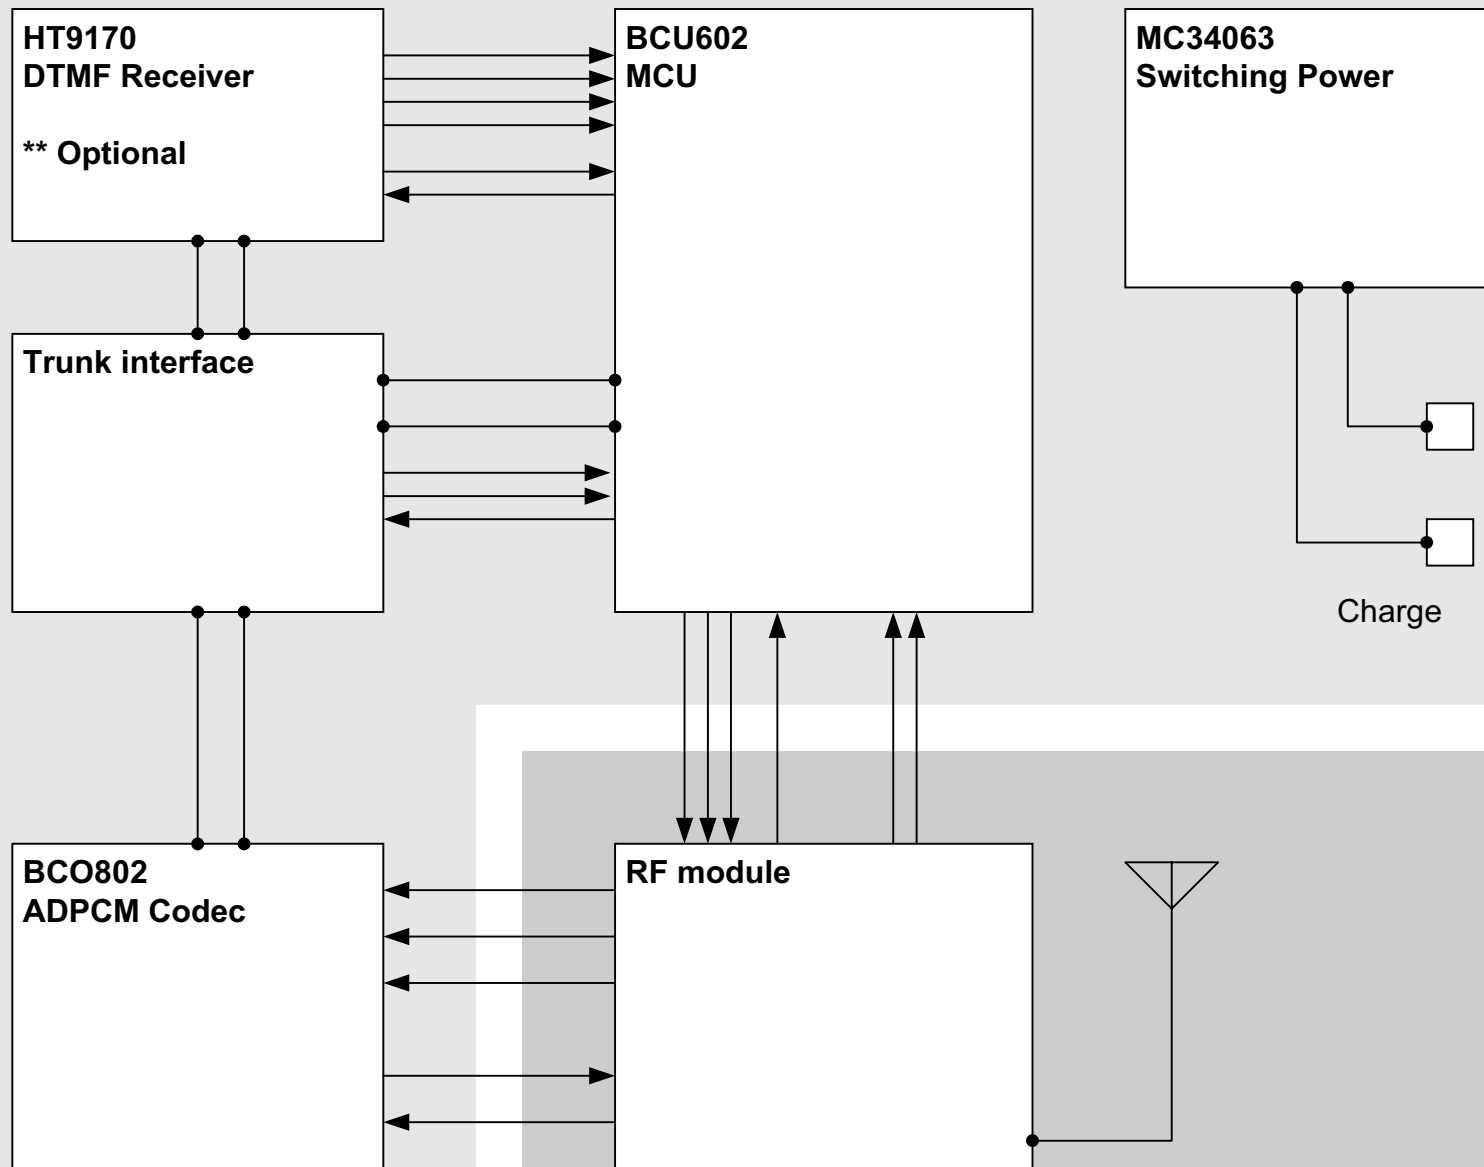 HT9170
DTMF Receiver
** Optional
BCU602
MCU
MC34063
Switching Power
Trunk interface
Charge
BCO802
ADPCM Codec
RF module